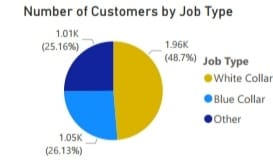 Number of Customers by Job Type
1.01K
(25.16%)
1.96K
(48.7%)
Job Type
White Collar
Blue Collar
Other
1.05K
(26.13%)